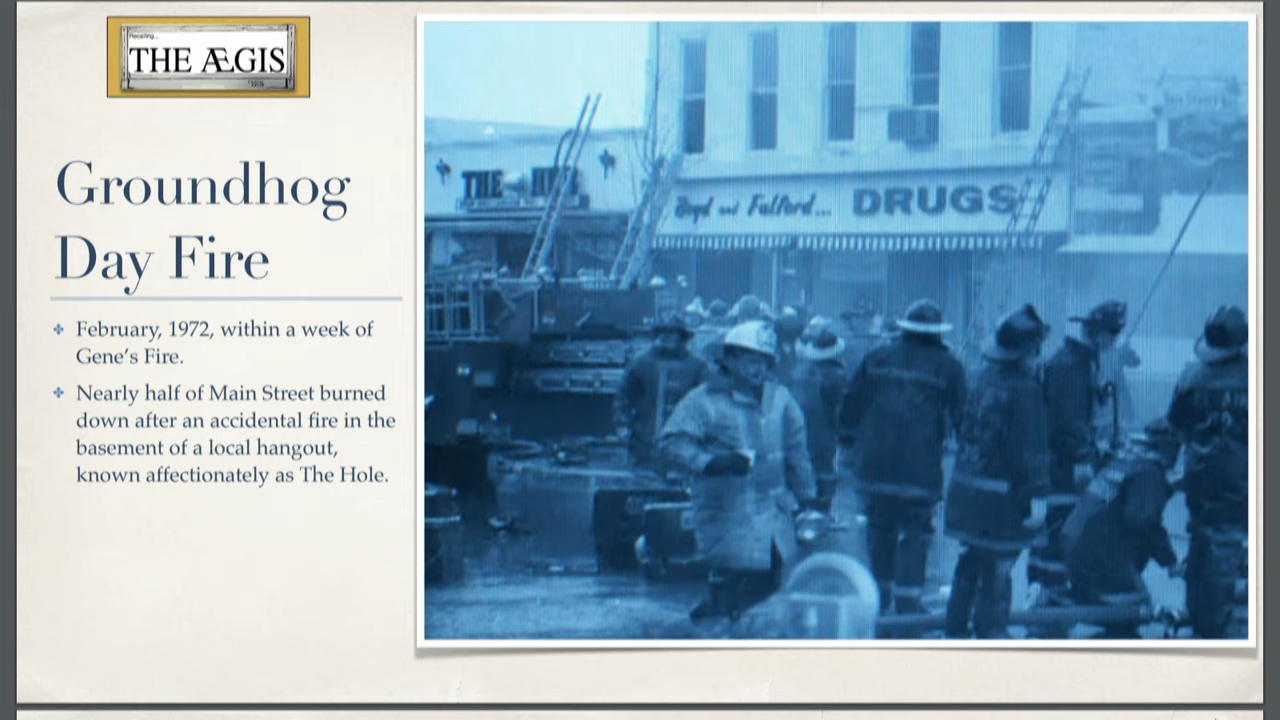 Recalling...
THE ÆGIS
Groundhog
Day Fire
February, 1972, within a week of
Gene's Fire.
Nearly half of Main Street burned
down after an accidental fire in the
basement of a local hangout,
known affectionately as The Hole.
THE
Boyd and Fulford... DRUGS